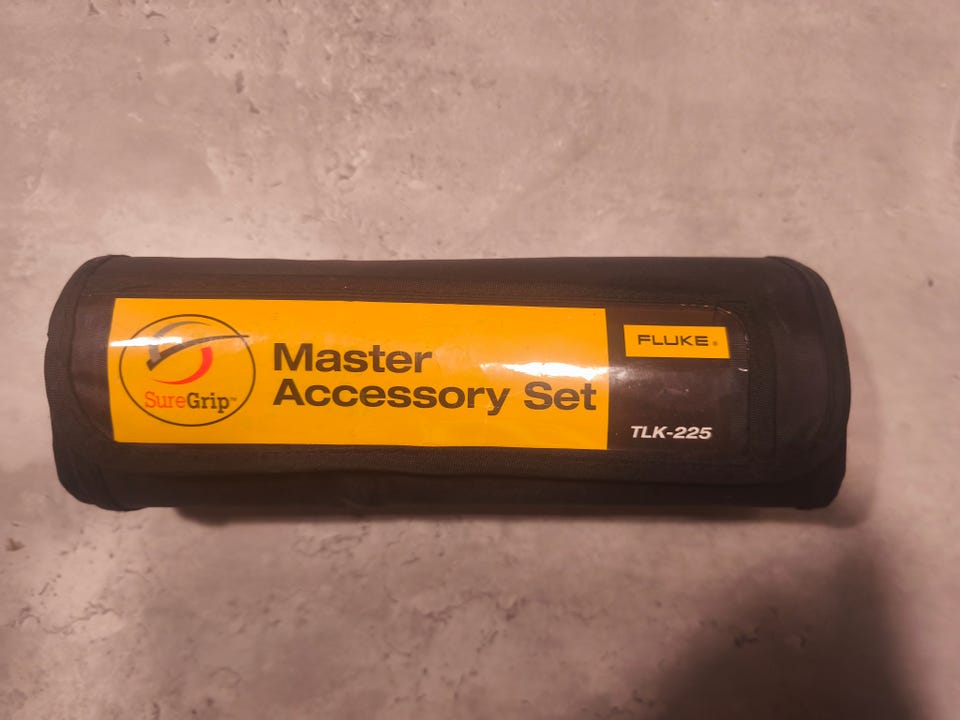 SureGrip™
Master
Accessory Set
FLUKE®
TLK-225